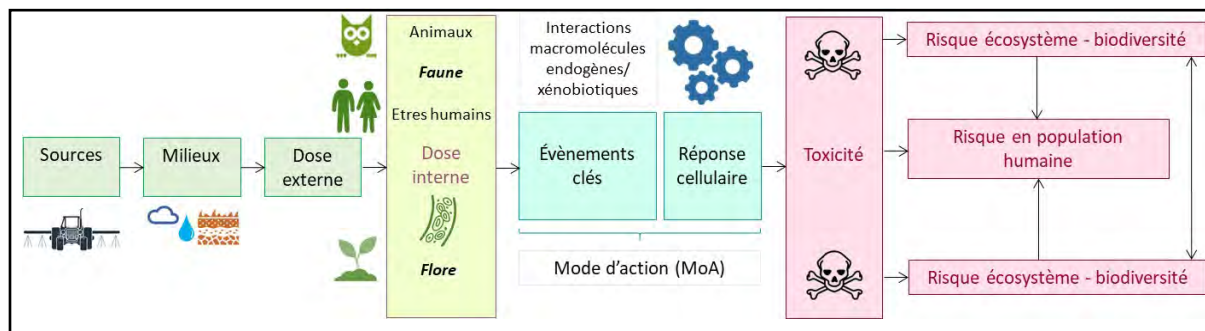 Sources
Milieux
Dose
externe
Animaux
Faune
Etres humains
Dose
interne
Flore
Interactions
macromolécules
endogènes/
xénobiotiques
Évènements
clés
Réponse
cellulaire
Mode d'action (MoA)
Toxicité
Risque écosystème - biodiversité
Risque en population
humaine
Risque écosystème - biodiversité